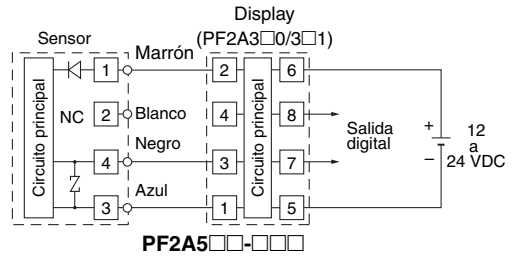 Display
Sensor
(PF2A3□0/3□1)
Marrón
1
2
6
Circuito principal
NC
2
Blanco
4
Circuito principal
8
Salida
digital
+
12
a
24 VDC
−
Negro
4
3
7
Azul
3
1
5
PF2A5□□-□□□